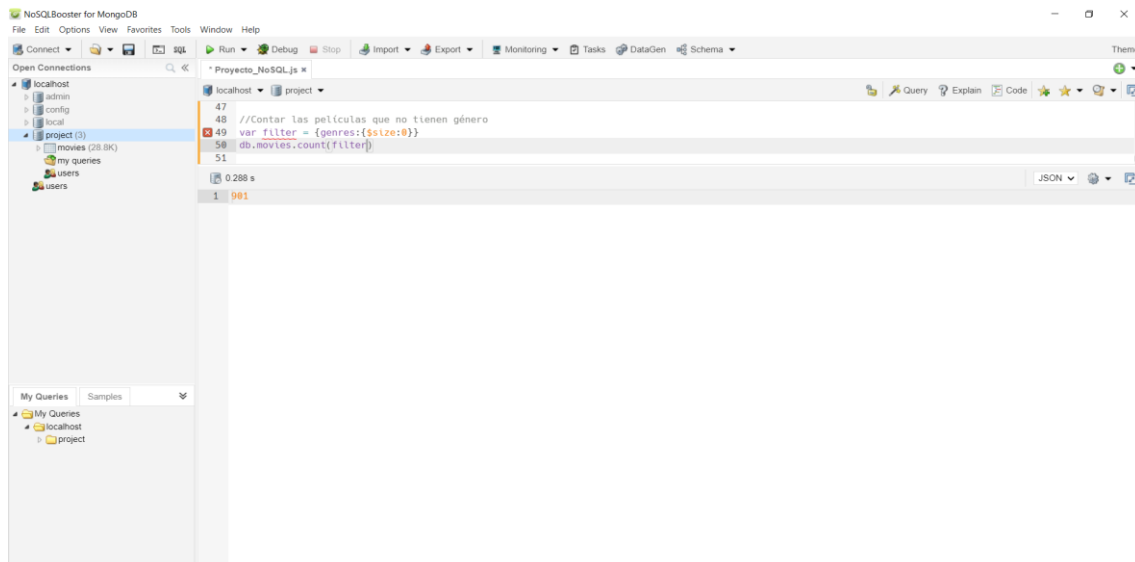 NoSQLBooster for MongoDB
File Edit Options View Favorites Tools Window Help
Connect SQL Run Debug Stop Import Export Monitoring Tasks DataGen Schema Them
Open Connections
* Proyecto_NoSQL.js
localhost
admin
config
local
project (3)
movies (28.8K)
my queries
users
users
localhost project Query Explain Code
47
48 //Contar las películas que no tienen género
49 var filter = {genres:{$size:0}}
50 db.movies.count(filter)
51
0.288 s JSON
1 901
My Queries Samples
My Queries
localhost
project